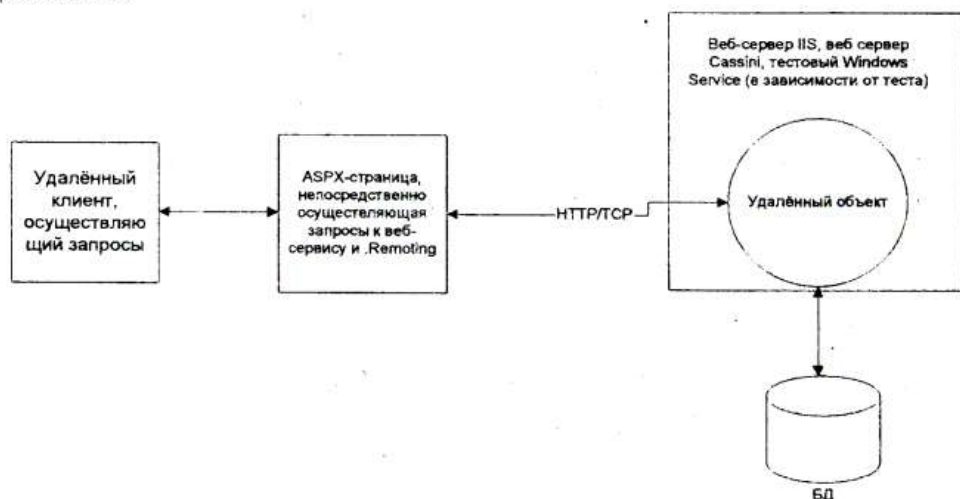 Веб-сервер IIS, веб сервер
Cassini, тестовый Windows
Service (в зависимости от теста)
Удалённый
клиент,
осуществляю
щий запросы
ASPX-страница,
непосредственно
осуществляющая
запросы к веб-
сервису и .Remoting
HTTP/TCP
Удалённый объект
БД